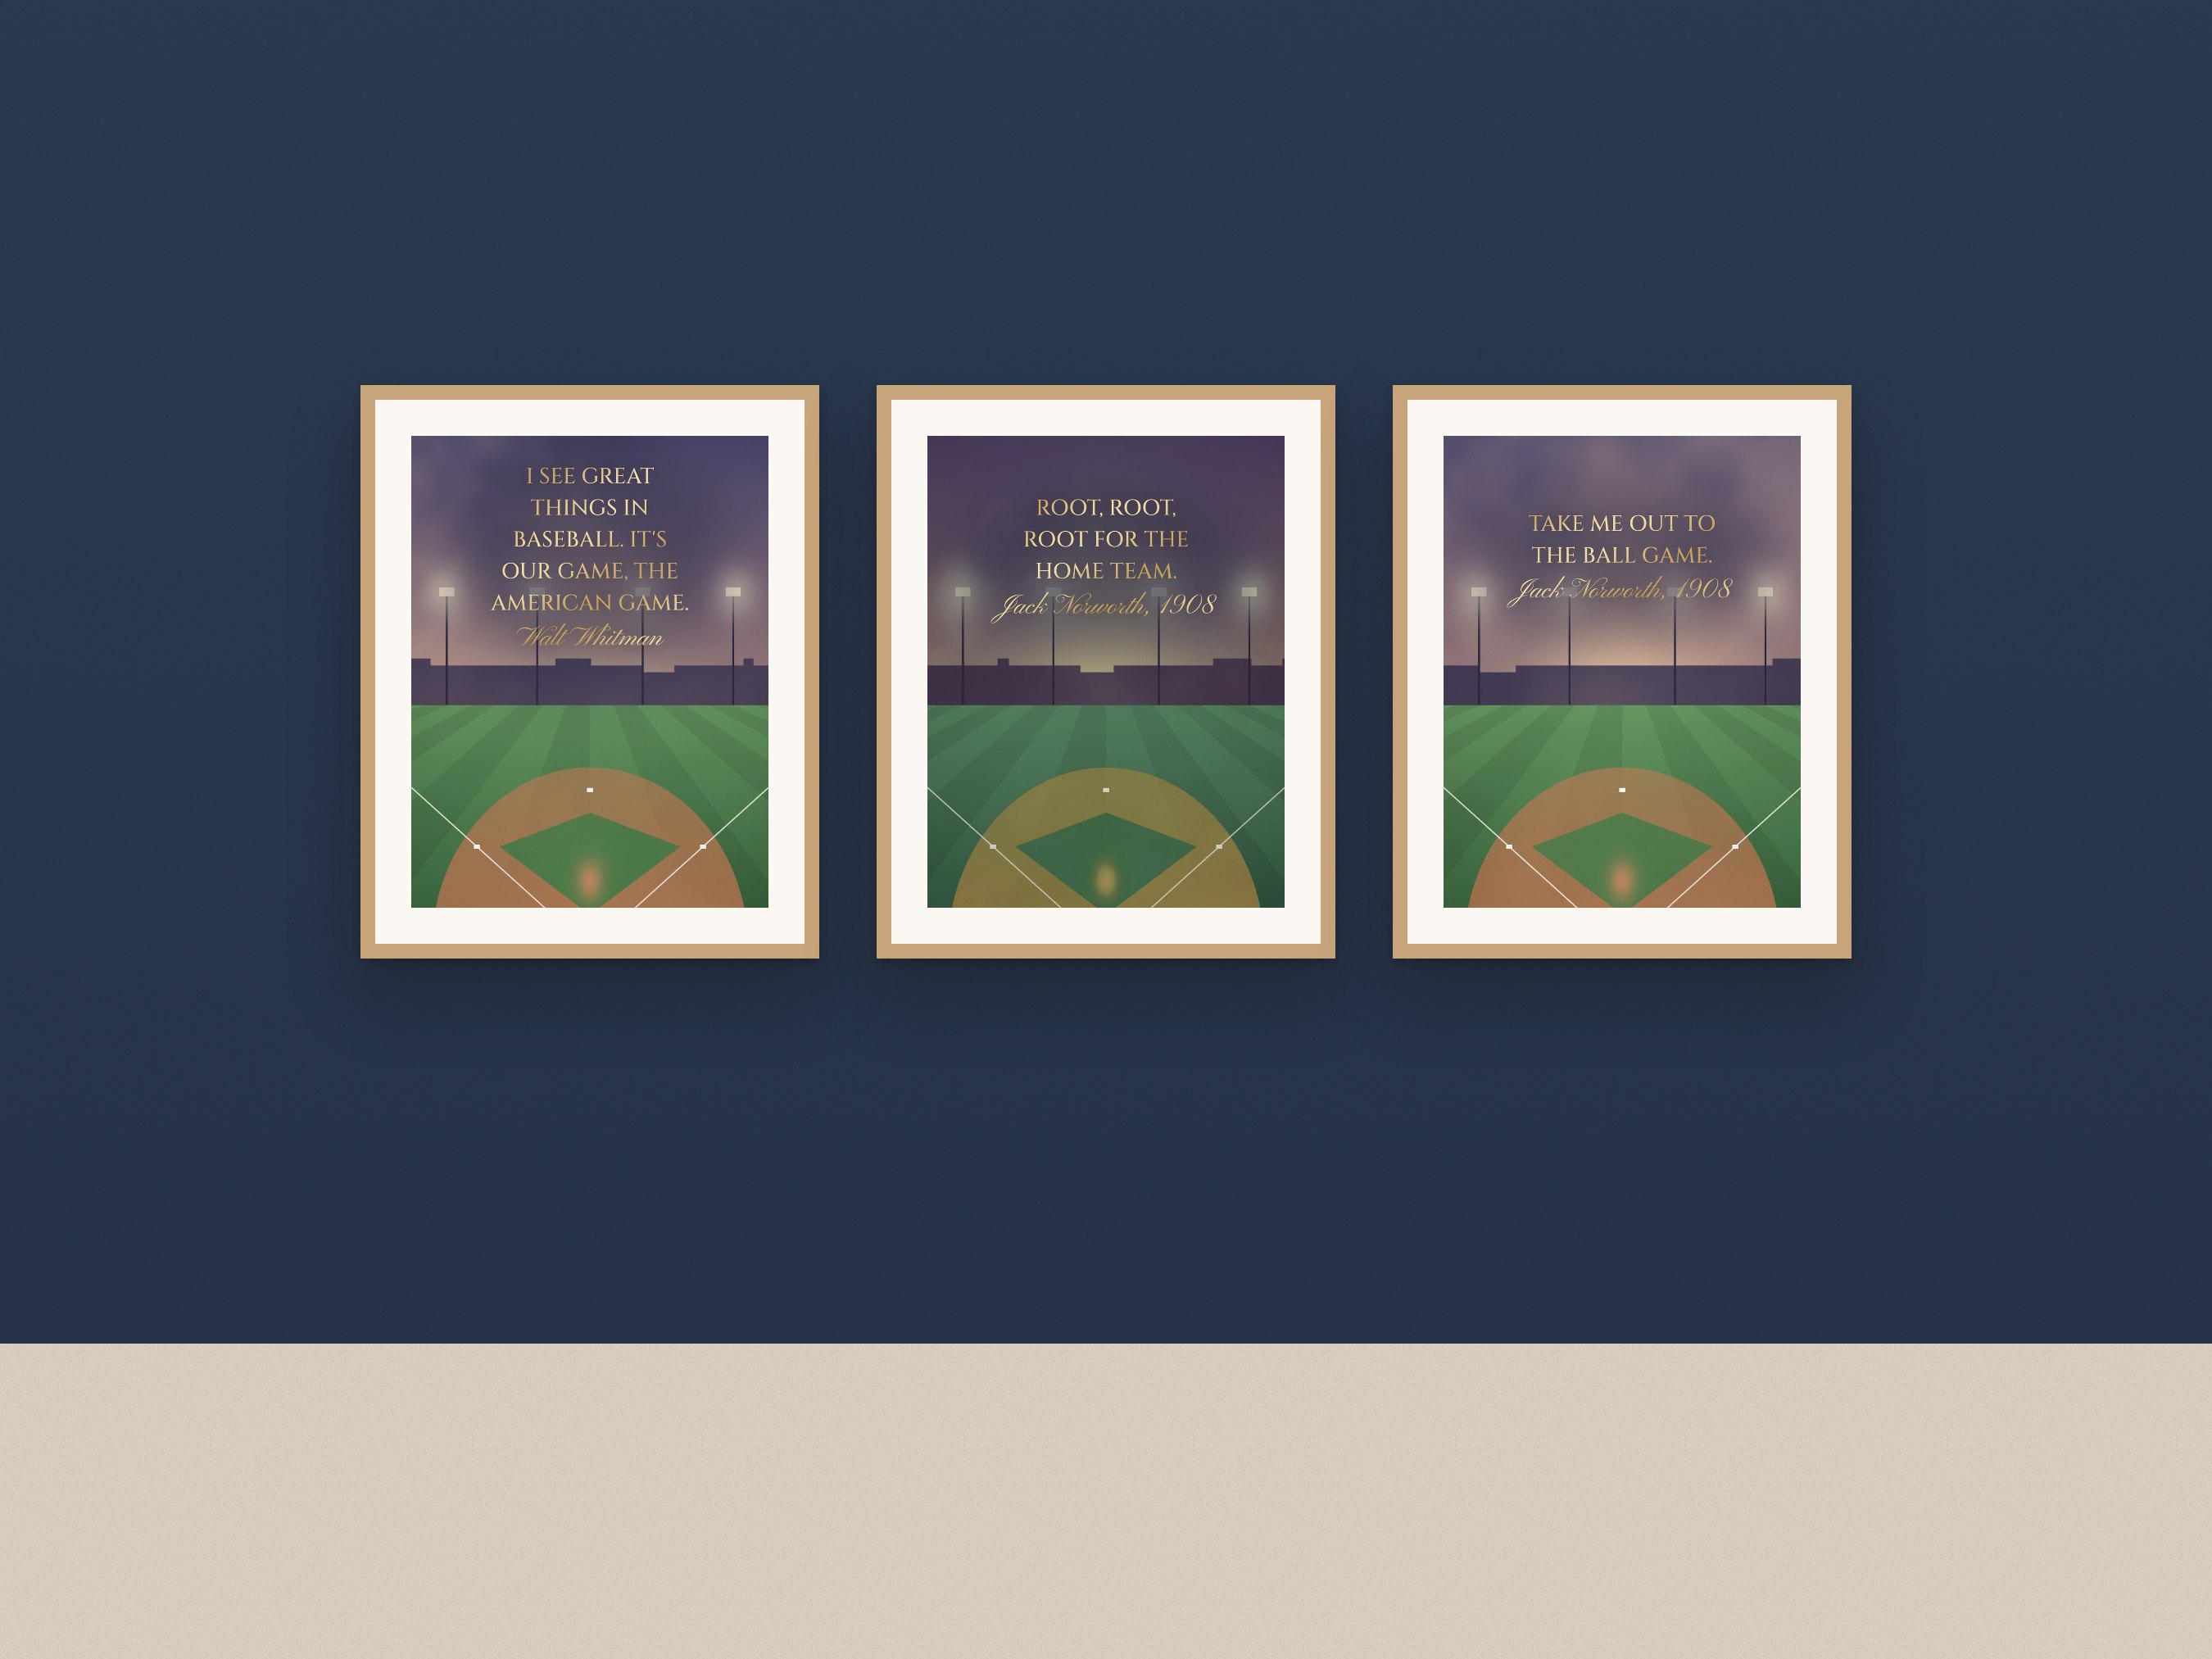 I SEE GREAT
THINGS IN
BASEBALL. IT'S
OUR GAME, THE
AMERICAN GAME.
Walt Whitman
ROOT, ROOT,
ROOT FOR THE
HOME TEAM.
Jack Norworth, 1908
TAKE ME OUT TO
THE BALL GAME.
Jack Norworth, 1908